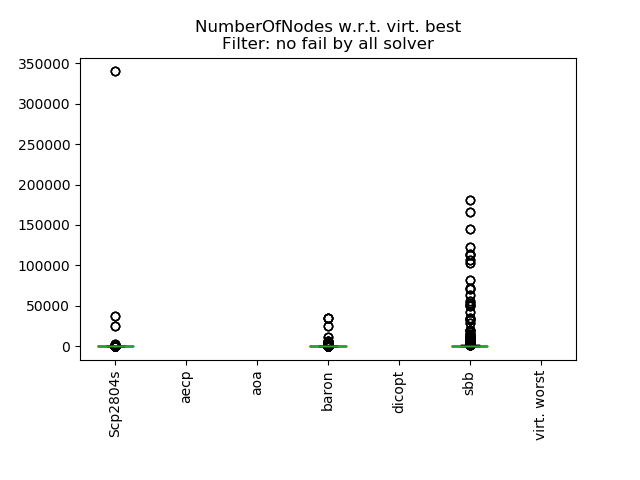 NumberOfNodes w.r.t. virt. best
Filter: no fail by all solver
350000
300000
250000
200000
150000
100000
50000
0
Scp2804s
aecp
aoa
baron
dicopt
sbb
virt. worst